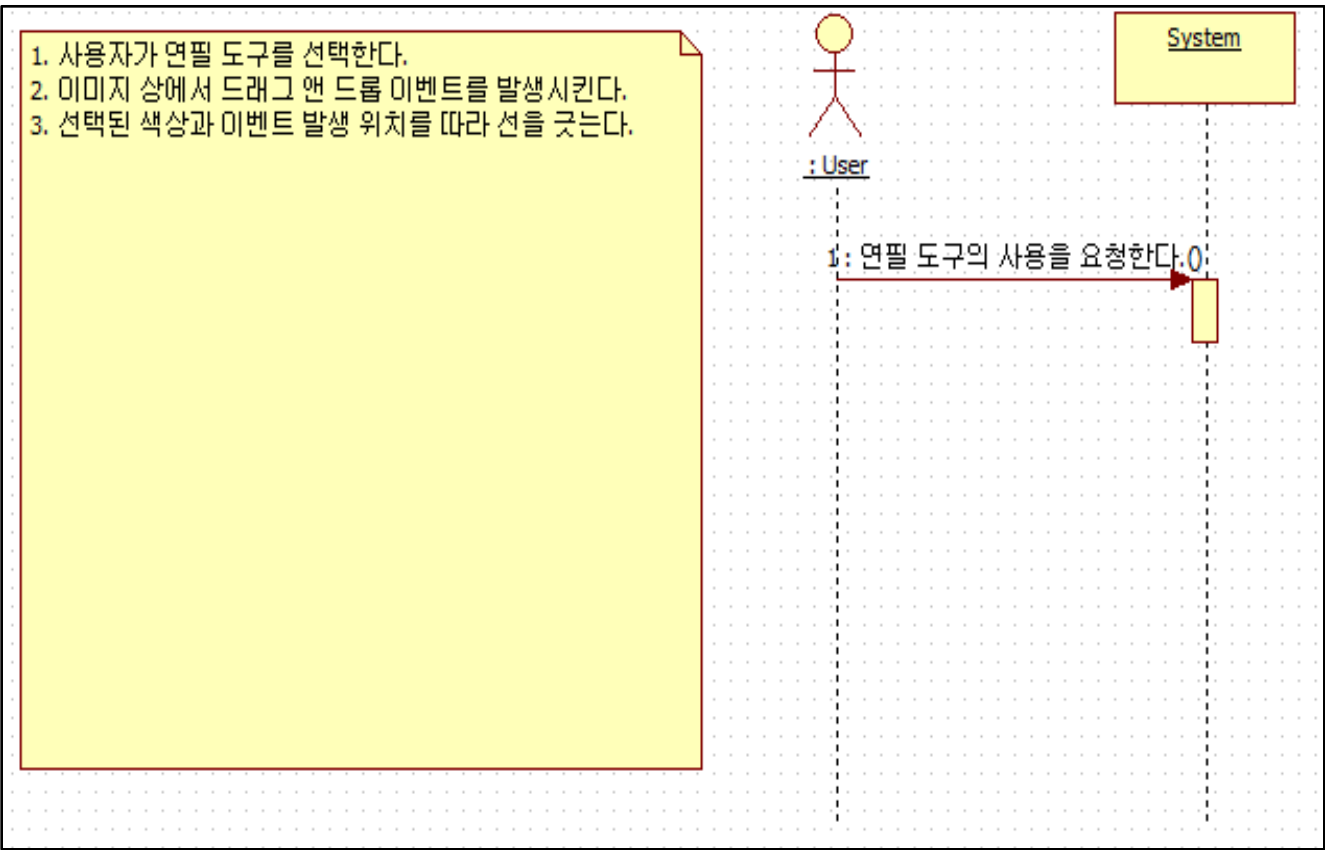 1. 사용자가 연필 도구를 선택한다.
2. 이미지 상에서 드래그 앤 드롭 이벤트를 발생시킨다.
3. 선택된 색상과 이벤트 발생 위치를 따라 선을 긋는다.
: User
System
1 : 연필 도구의 사용을 요청한다.()